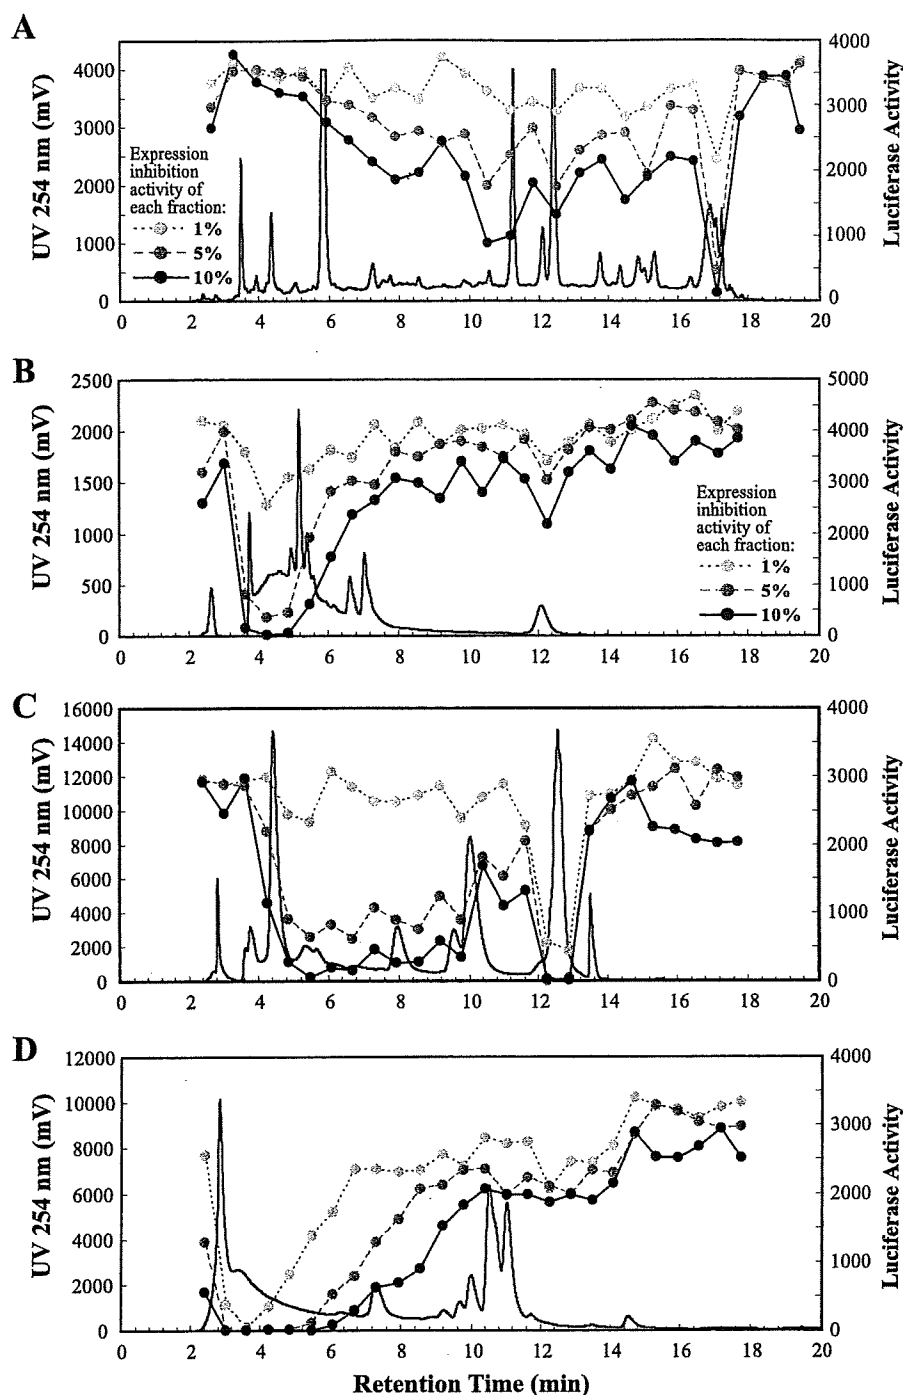 A
UV 254 nm (mV)
4000
3000
2000
1000
0
Expression
inhibition
activity of
each fraction:
1%
5%
10%
4000
3000
2000
1000
0
Luciferase Activity
0 2 4 6 8 10 12 14 16 18 20
B
UV 254 nm (mV)
2500
2000
1500
1000
500
0
Expression
inhibition
activity of
each fraction:
1%
5%
10%
5000
4000
3000
2000
1000
0
Luciferase Activity
0 2 4 6 8 10 12 14 16 18 20
C
UV 254 nm (mV)
16000
14000
12000
10000
8000
6000
4000
2000
0
4000
3000
2000
1000
0
Luciferase Activity
0 2 4 6 8 10 12 14 16 18 20
D
UV 254 nm (mV)
12000
10000
8000
6000
4000
2000
0
4000
3000
2000
1000
0
Luciferase Activity
0 2 4 6 8 10 12 14 16 18 20
Retention Time (min)